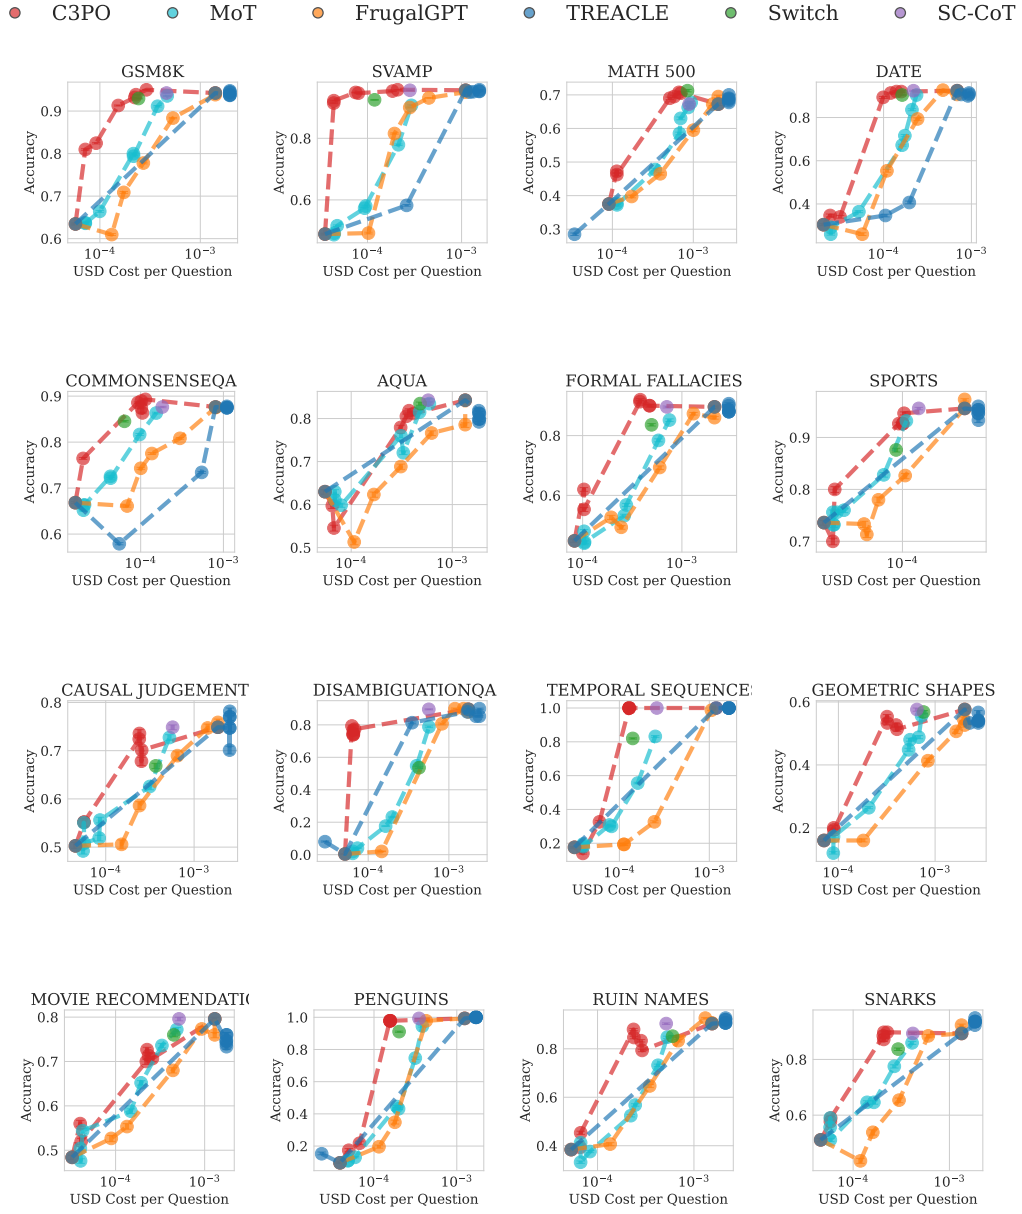 C3PO MoT FrugalGPT TREACLE Switch SC-CoT
GSM8K SVAMP MATH 500 DATE
Accuracy 0.9 0.8 0.7 0.6 10⁻⁴ 10⁻³ USD Cost per Question
Accuracy 0.8 0.6 10⁻⁴ 10⁻³ USD Cost per Question
Accuracy 0.7 0.6 0.5 0.4 0.3 10⁻⁴ 10⁻³ USD Cost per Question
Accuracy 0.8 0.6 0.4 10⁻⁴ 10⁻³ USD Cost per Question
COMMONSENSEQA AQUA FORMAL FALLACIES SPORTS
Accuracy 0.9 0.8 0.7 0.6 10⁻⁴ 10⁻³ USD Cost per Question
Accuracy 0.8 0.7 0.6 0.5 10⁻⁴ 10⁻³ USD Cost per Question
Accuracy 0.8 0.6 10⁻⁴ 10⁻³ USD Cost per Question
Accuracy 0.9 0.8 0.7 10⁻⁴ USD Cost per Question
CAUSAL JUDGEMENT DISAMBIGUATIONQA TEMPORAL SEQUENCES GEOMETRIC SHAPES
Accuracy 0.8 0.7 0.6 0.5 10⁻⁴ 10⁻³ USD Cost per Question
Accuracy 0.8 0.6 0.4 0.2 0.0 10⁻⁴ 10⁻³ USD Cost per Question
Accuracy 1.0 0.8 0.6 0.4 0.2 10⁻⁴ 10⁻³ USD Cost per Question
Accuracy 0.6 0.4 0.2 10⁻⁴ 10⁻³ USD Cost per Question
MOVIE RECOMMENDATIO PENGUINS RUIN NAMES SNARKS
Accuracy 0.8 0.7 0.6 0.5 10⁻⁴ 10⁻³ USD Cost per Question
Accuracy 1.0 0.8 0.6 0.4 0.2 10⁻⁴ 10⁻³ USD Cost per Question
Accuracy 0.8 0.6 0.4 10⁻⁴ 10⁻³ USD Cost per Question
Accuracy 0.8 0.6 10⁻⁴ 10⁻³ USD Cost per Question